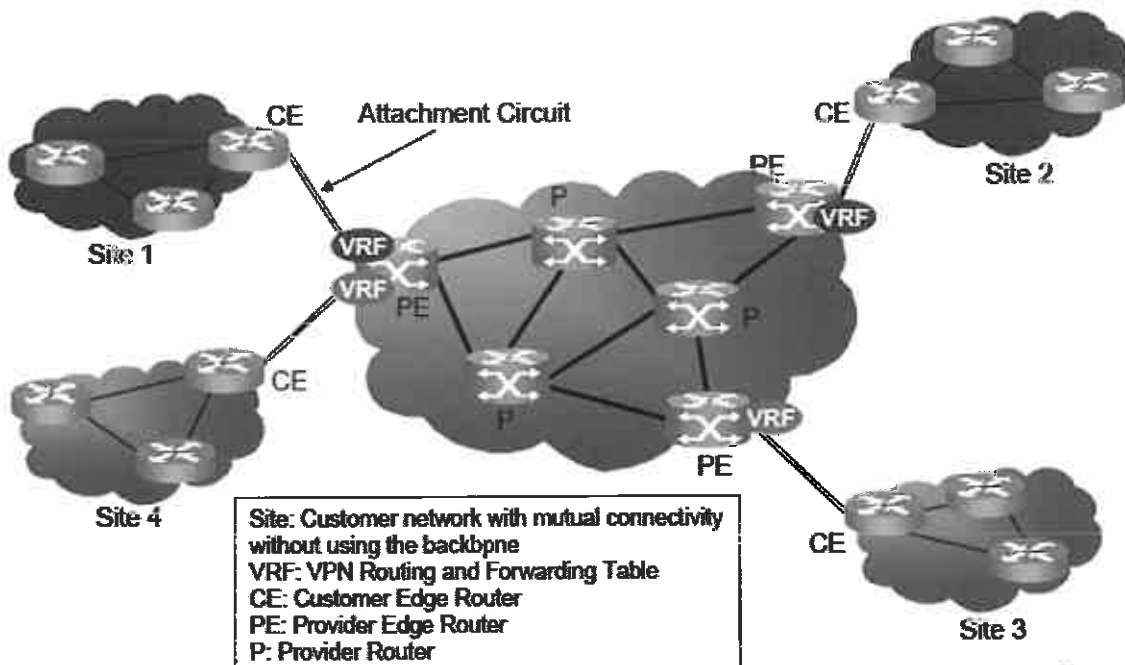 CE
Attachment Circuit
CE
Site 2
PE
VRF
P
Site 1
VRF
VRF
PE
P
CE
P
VRF
PE
Site 4
CE
Site 3
Site: Customer network with mutual connectivity
without using the backbpne
VRF: VPN Routing and Forwarding Table
CE: Customer Edge Router
PE: Provider Edge Router
P: Provider Router